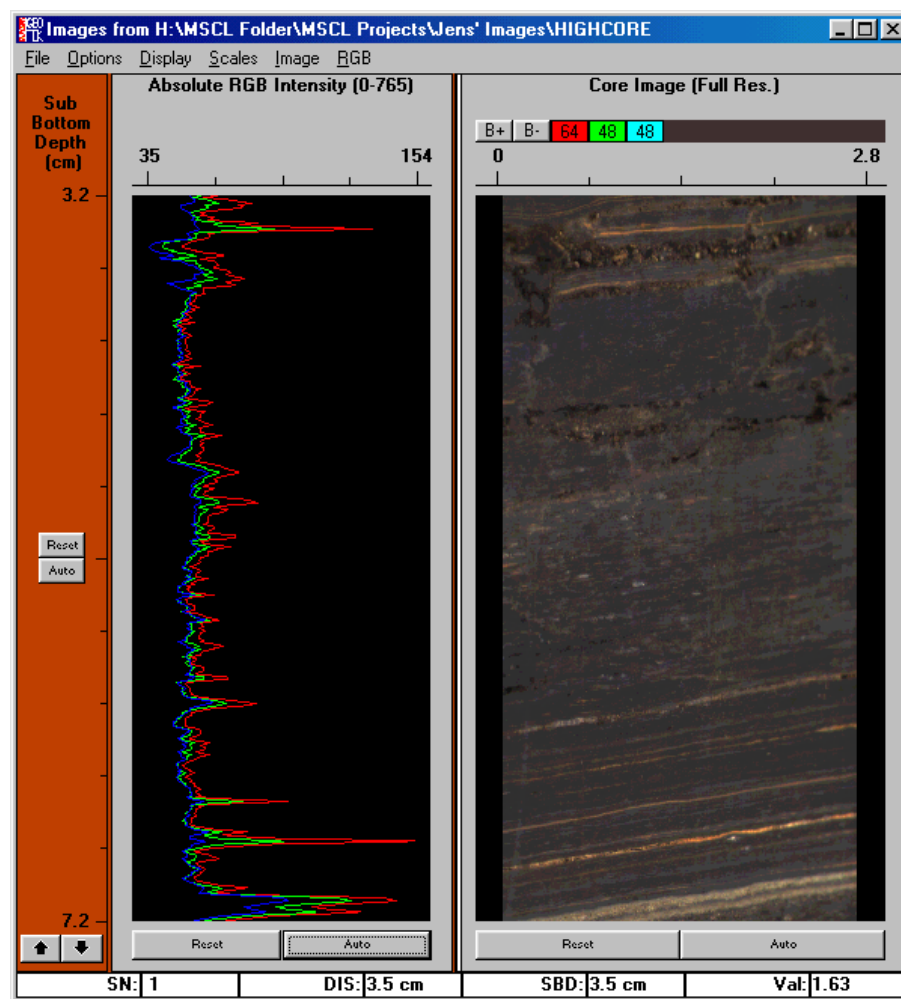 GEO
TEK
Images from H:\MSCL Folder\MSCL Projects\Jens' Images\HIGHCORE
File Options Display Scales Image RGB
Sub
Bottom
Depth
(cm)
Absolute RGB Intensity (0-765)
Core Image (Full Res.)
B+ B- 64 48 48
35 154
0 2.8
3.2
Reset
Auto
7.2
Reset Auto
Reset Auto
SN: 1 DIS: 3.5 cm SBD: 3.5 cm Val: 1.63